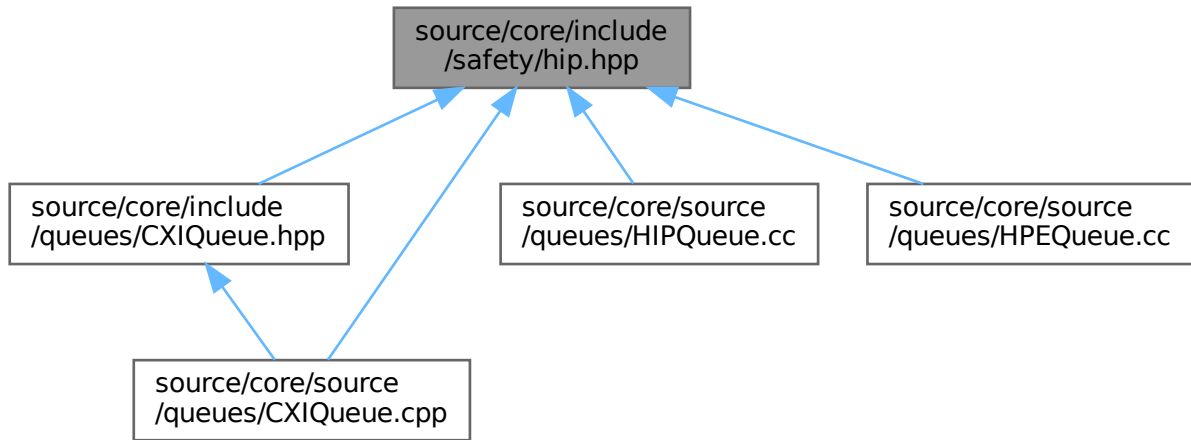 source/core/include
/safety/hip.hpp
source/core/include
/queues/CXIQueue.hpp
source/core/source
/queues/HIPQueue.cc
source/core/source
/queues/HPEQueue.cc
source/core/source
/queues/CXIQueue.cpp